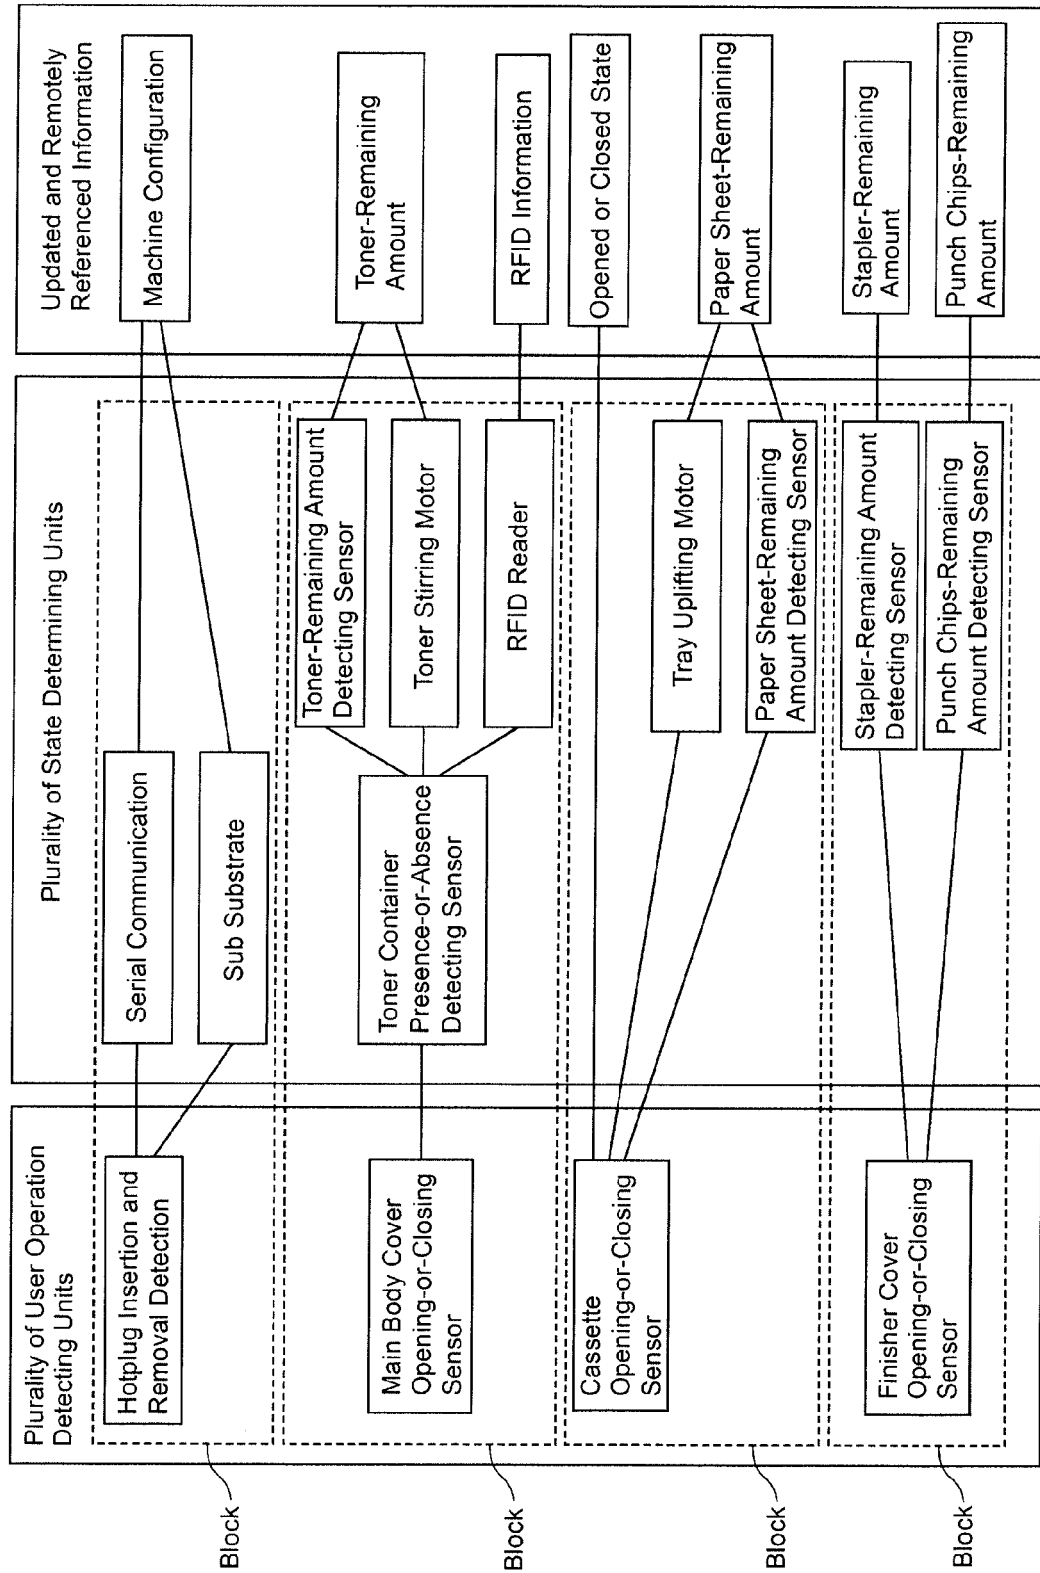 Plurality of User Operation
Detecting Units
Plurality of State Determining Units
Updated and Remotely
Referenced Information
Block
Hotplug Insertion and
Removal Detection
Serial Communication
Sub Substrate
Machine Configuration
Block
Main Body Cover
Opening-or-Closing
Sensor
Toner Container
Presence-or-Absence
Detecting Sensor
Toner-Remaining Amount
Detecting Sensor
Toner Stirring Motor
RFID Reader
Toner-Remaining
Amount
RFID Information
Block
Cassette
Opening-or-Closing
Sensor
Tray Uplifting Motor
Paper Sheet-Remaining
Amount Detecting Sensor
Opened or Closed State
Paper Sheet-Remaining
Amount
Block
Finisher Cover
Opening-or-Closing
Sensor
Stapler-Remaining Amount
Detecting Sensor
Punch Chips-Remaining
Amount Detecting Sensor
Stapler-Remaining
Amount
Punch Chips-Remaining
Amount